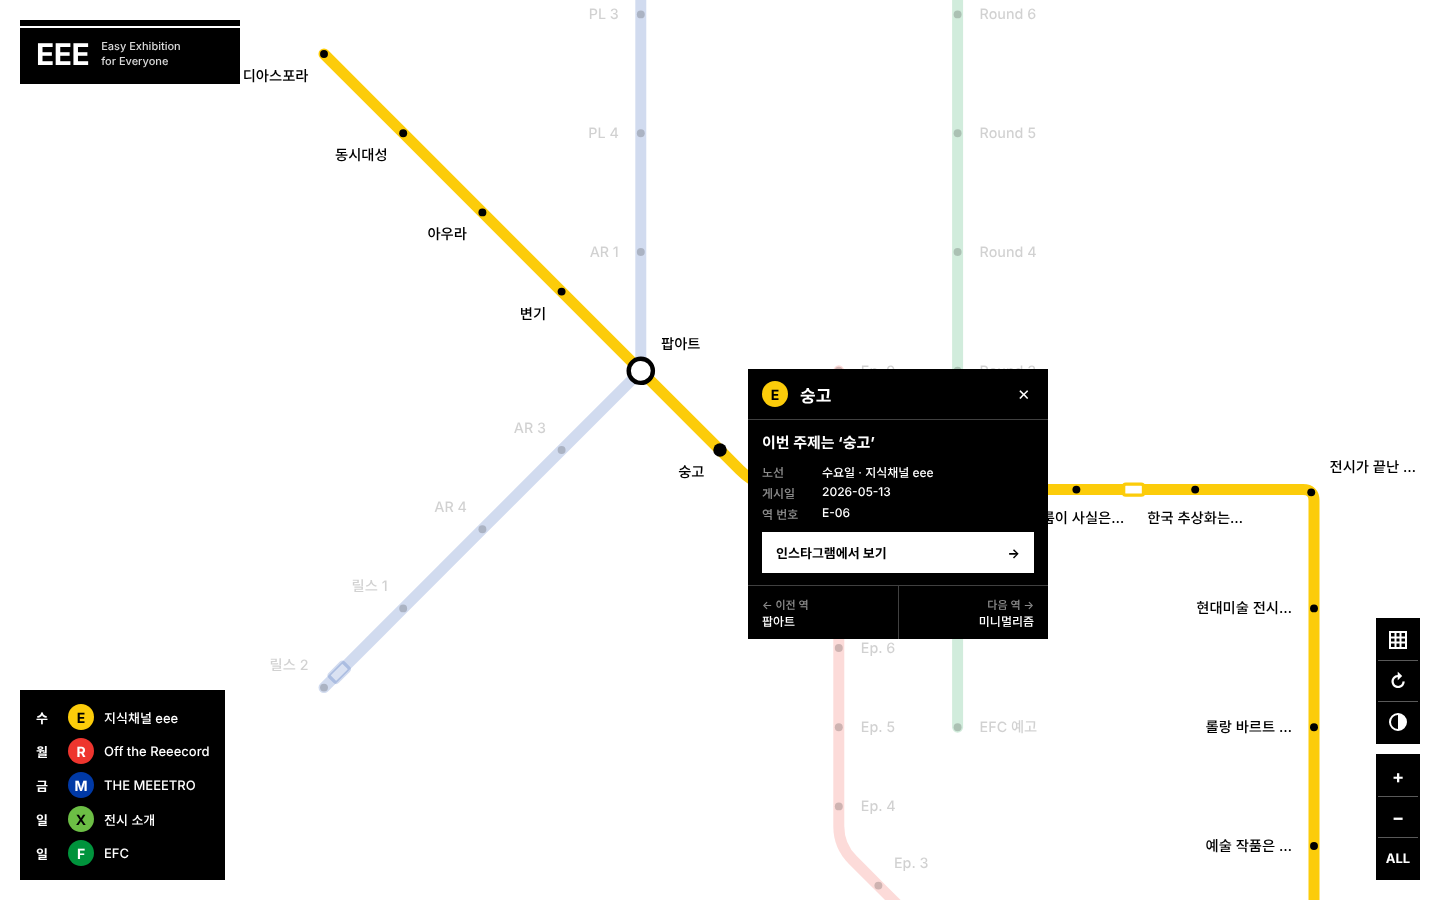 EEE
Easy Exhibition
for Everyone
디아스포라
동시대성
아우라
변기
팝아트
숭고
PL 3
PL 4
AR 1
AR 3
AR 4
릴스 1
릴스 2
Round 6
Round 5
Round 4
E 숭고 ×
이번 주제는 ‘숭고’
노선 수요일 · 지식채널 eee
게시일 2026-05-13
역 번호 E-06
인스타그램에서 보기 →
← 이전 역
팝아트
다음 역 →
미니멀리즘
사실은...
한국 추상화는...
전시가 끝난 ...
현대미술 전시...
롤랑 바르트 ...
예술 작품은 ...
Ep. 6
Ep. 5
Ep. 4
Ep. 3
EFC 예고
수 E 지식채널 eee
월 R Off the Reeecord
금 M THE MEEETRO
일 X 전시 소개
일 F EFC
+
−
ALL